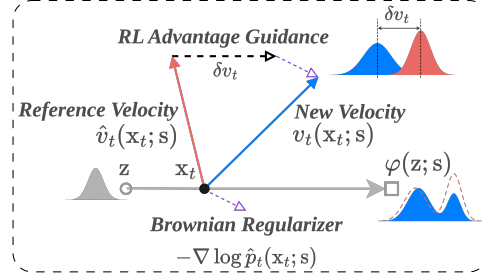 RL Advantage Guidance
δv_t
δv_t
Reference Velocity
v̂_t(x_t; s)
New Velocity
v_t(x_t; s)
z
x_t
φ(z; s)
Brownian Regularizer
−∇ log p̂_t(x_t; s)